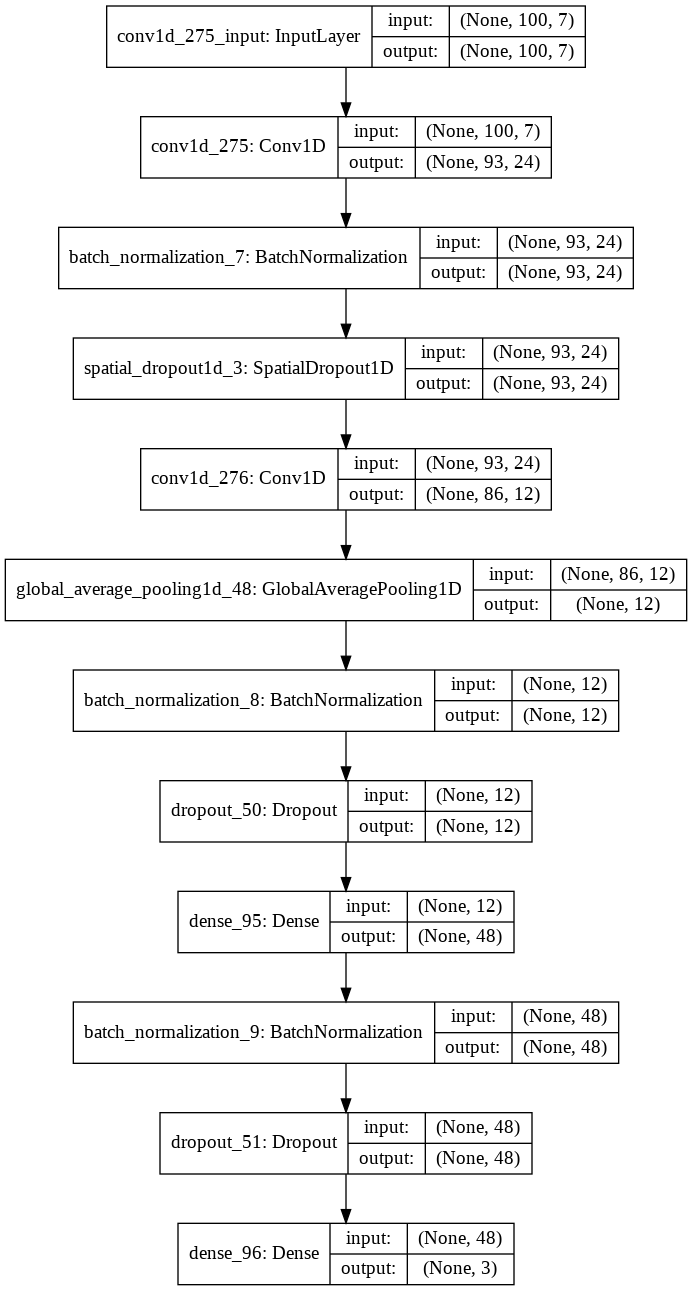 conv1d_275_input: InputLayer
input: (None, 100, 7)
output: (None, 100, 7)
conv1d_275: Conv1D
input: (None, 100, 7)
output: (None, 93, 24)
batch_normalization_7: BatchNormalization
input: (None, 93, 24)
output: (None, 93, 24)
spatial_dropout1d_3: SpatialDropout1D
input: (None, 93, 24)
output: (None, 93, 24)
conv1d_276: Conv1D
input: (None, 93, 24)
output: (None, 86, 12)
global_average_pooling1d_48: GlobalAveragePooling1D
input: (None, 86, 12)
output: (None, 12)
batch_normalization_8: BatchNormalization
input: (None, 12)
output: (None, 12)
dropout_50: Dropout
input: (None, 12)
output: (None, 12)
dense_95: Dense
input: (None, 12)
output: (None, 48)
batch_normalization_9: BatchNormalization
input: (None, 48)
output: (None, 48)
dropout_51: Dropout
input: (None, 48)
output: (None, 48)
dense_96: Dense
input: (None, 48)
output: (None, 3)